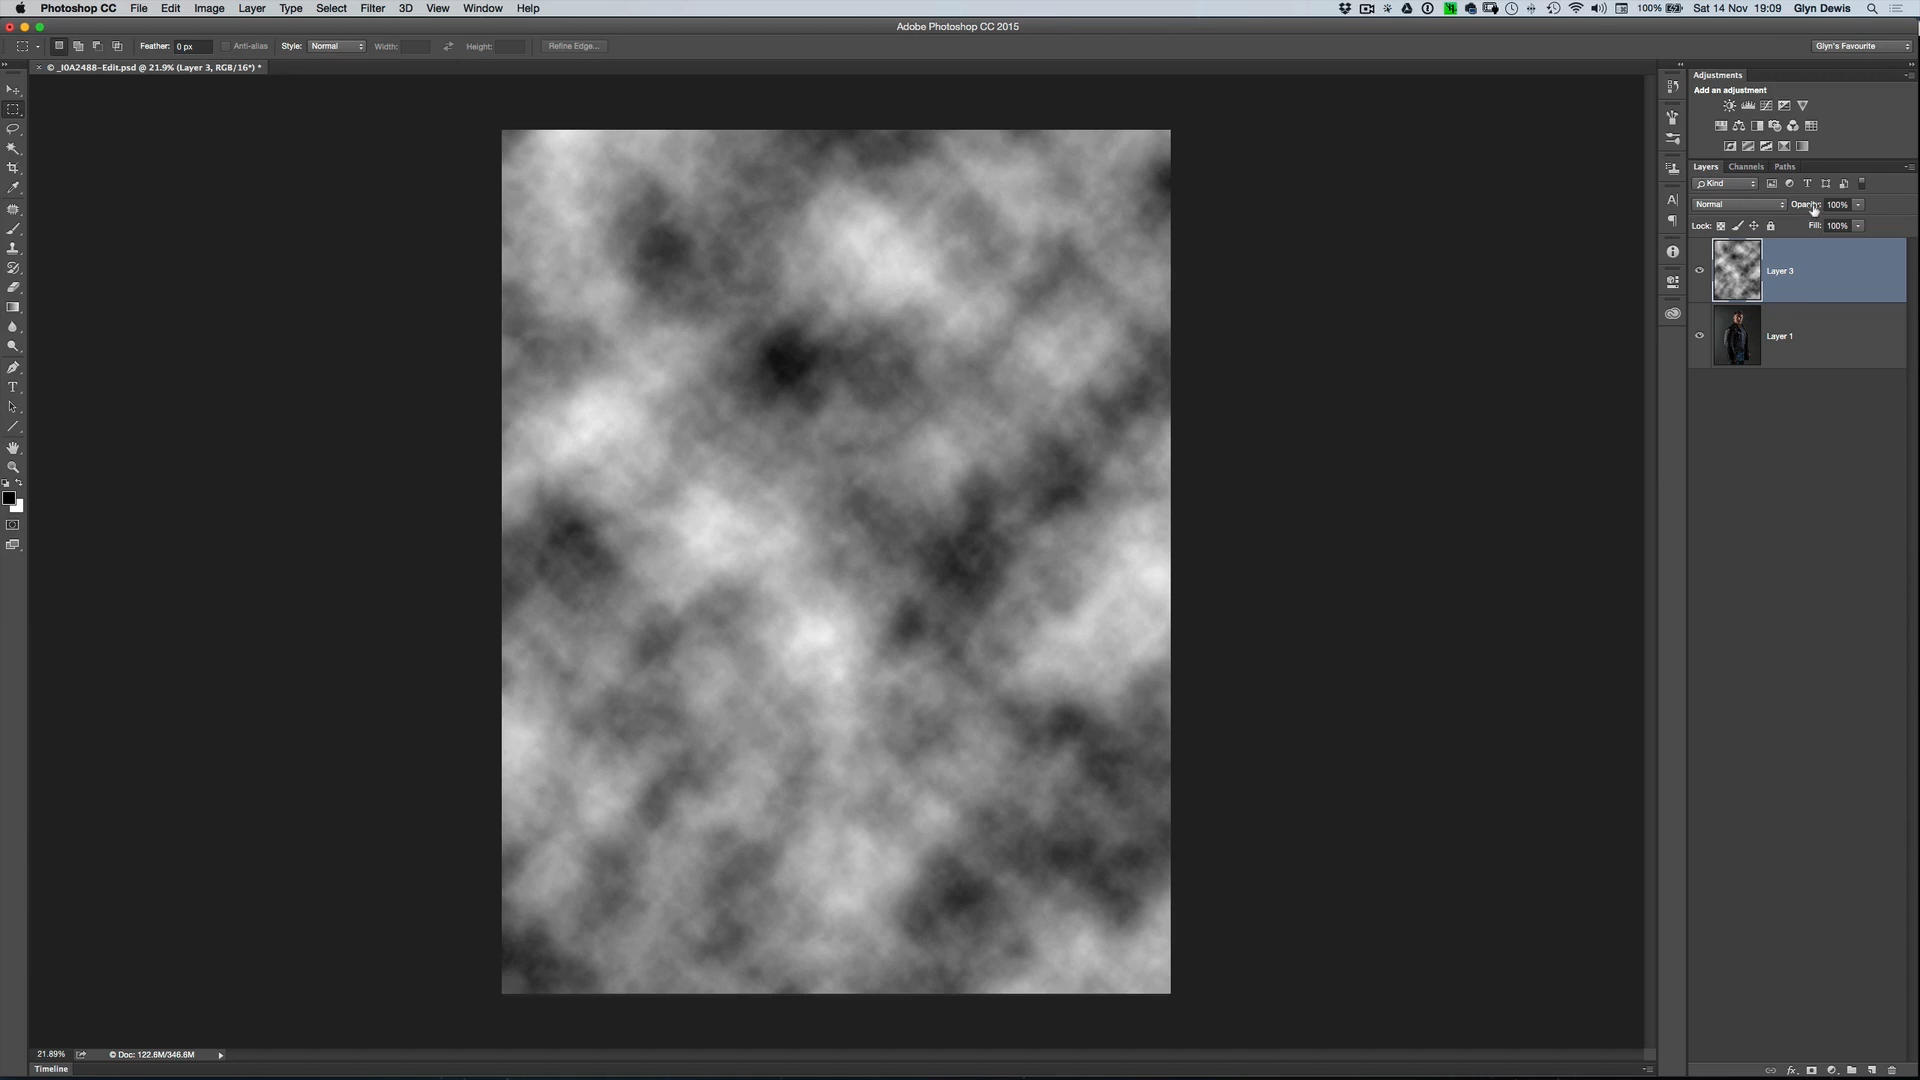 Photoshop CC File Edit Image Layer Type Select Filter 3D View Window Help 100% Sat 14 Nov 19:09 Glyn Dewis
Adobe Photoshop CC 2015
Feather: 0 px Anti-alias Style: Normal Width: Height: Refine Edge... Glyn's Favourite
× © _I0A2488-Edit.psd @ 21.9% (Layer 3, RGB/16*) *
Adjustments
Add an adjustment
Layers Channels Paths
Kind
Normal Opacity: 100%
Lock: Fill: 100%
Layer 3
Layer 1
21.89% © Doc: 122.6M/346.6M
Timeline